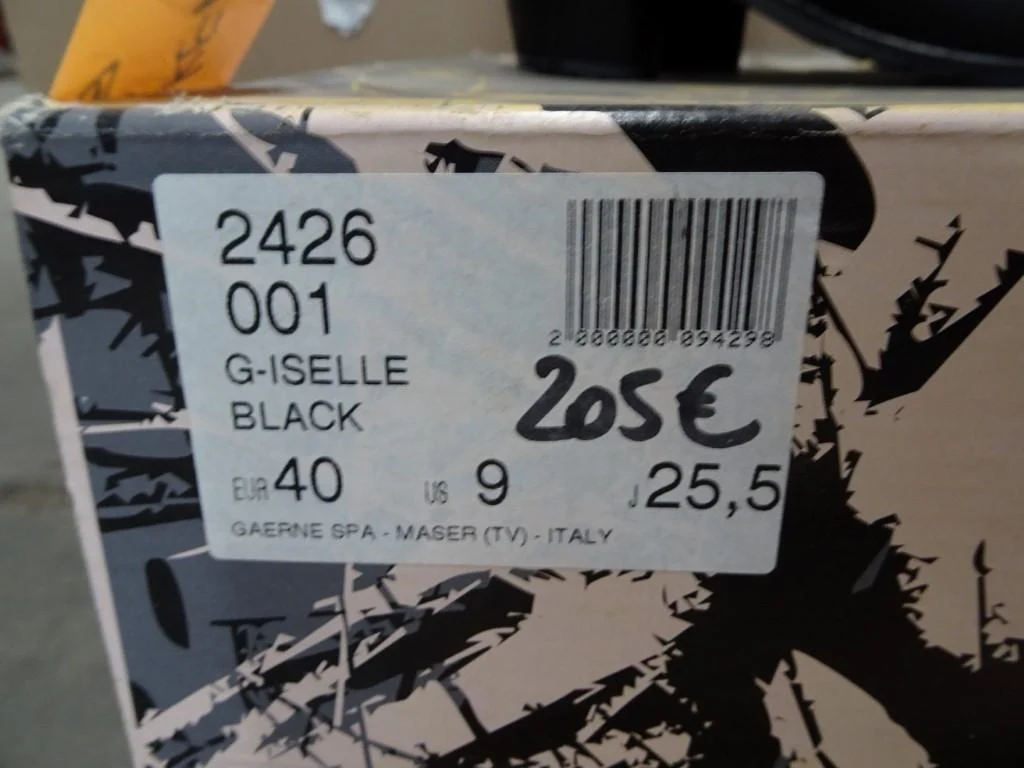 2426
001
G-ISELLE
BLACK
2 000000 094298
205€
EUR 40 US 9 J 25,5
GAERNE SPA - MASER (TV) - ITALY